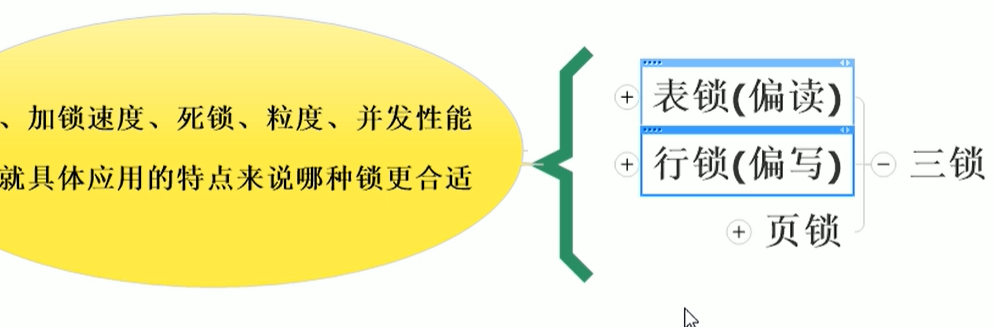 、加锁速度、死锁、粒度、并发性能
就具体应用的特点来说哪种锁更合适
表锁(偏读)
行锁(偏写)
页锁
三锁